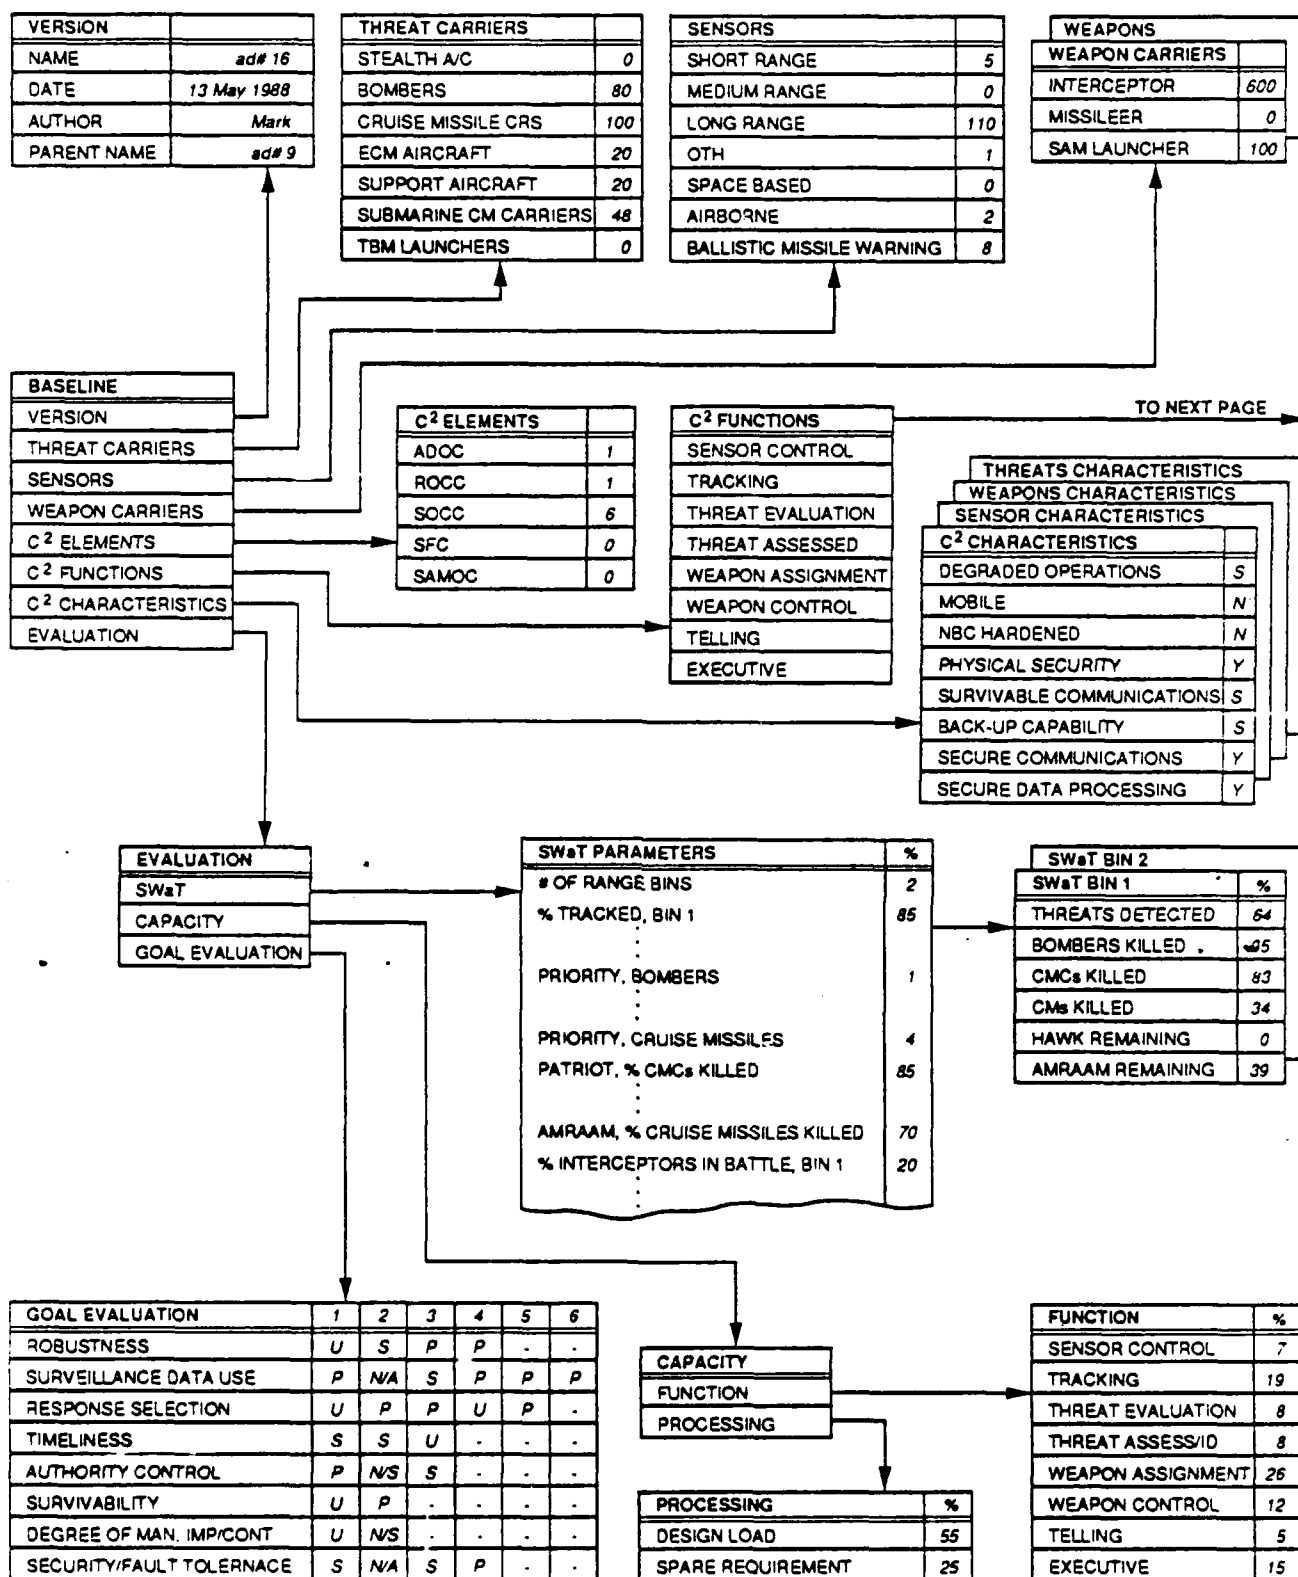 VERSION
NAME ad# 16
DATE 13 May 1988
AUTHOR Mark
PARENT NAME ad# 9
THREAT CARRIERS
STEALTH A/C 0
BOMBERS 80
CRUISE MISSILE CRS 100
ECM AIRCRAFT 20
SUPPORT AIRCRAFT 20
SUBMARINE CM CARRIERS 48
TBM LAUNCHERS 0
SENSORS
SHORT RANGE 5
MEDIUM RANGE 0
LONG RANGE 110
OTH 1
SPACE BASED 0
AIRBORNE 2
BALLISTIC MISSILE WARNING 8
WEAPONS
WEAPON CARRIERS
INTERCEPTOR 600
MISSILEER 0
SAM LAUNCHER 100
BASELINE
VERSION
THREAT CARRIERS
SENSORS
WEAPON CARRIERS
C² ELEMENTS
C² FUNCTIONS
C² CHARACTERISTICS
EVALUATION
C² ELEMENTS
ADOC 1
ROCC 1
SOCC 6
SFC 0
SAMOC 0
C² FUNCTIONS
SENSOR CONTROL
TRACKING
THREAT EVALUATION
THREAT ASSESSED
WEAPON ASSIGNMENT
WEAPON CONTROL
TELLING
EXECUTIVE
TO NEXT PAGE
THREATS CHARACTERISTICS
WEAPONS CHARACTERISTICS
SENSOR CHARACTERISTICS
C² CHARACTERISTICS
DEGRADED OPERATIONS S
MOBILE N
NBC HARDENED N
PHYSICAL SECURITY Y
SURVIVABLE COMMUNICATIONS S
BACK-UP CAPABILITY S
SECURE COMMUNICATIONS Y
SECURE DATA PROCESSING Y
EVALUATION
SWaT
CAPACITY
GOAL EVALUATION
SWaT PARAMETERS %
# OF RANGE BINS 2
% TRACKED, BIN 1 85
PRIORITY, BOMBERS 1
PRIORITY, CRUISE MISSILES 4
PATRIOT, % CMCs KILLED 85
AMRAAM, % CRUISE MISSILES KILLED 70
% INTERCEPTORS IN BATTLE, BIN 1 20
SWaT BIN 2
SWaT BIN 1 %
THREATS DETECTED 64
BOMBERS KILLED 95
CMCs KILLED 83
CMs KILLED 34
HAWK REMAINING 0
AMRAAM REMAINING 39
GOAL EVALUATION 1 2 3 4 5 6
ROBUSTNESS U S P P - -
SURVEILLANCE DATA USE P N/A S P P P
RESPONSE SELECTION U P P U P -
TIMELINESS S S U - - -
AUTHORITY CONTROL P N/S S - - -
SURVIVABILITY U P - - - -
DEGREE OF MAN. IMP/CONT U N/S - - - -
SECURITY/FAULT TOLERNACE S N/A S P - -
CAPACITY
FUNCTION
PROCESSING
PROCESSING %
DESIGN LOAD 55
SPARE REQUIREMENT 25
FUNCTION %
SENSOR CONTROL 7
TRACKING 19
THREAT EVALUATION 8
THREAT ASSESS/ID 8
WEAPON ASSIGNMENT 26
WEAPON CONTROL 12
TELLING 5
EXECUTIVE 15